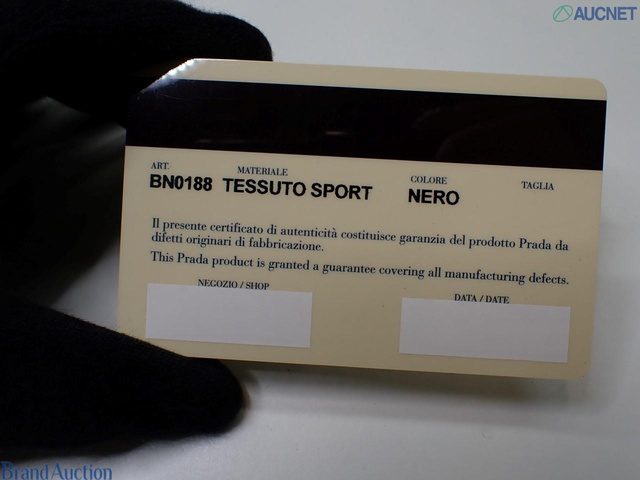 AUCNET
ART. MATERIALE COLORE TAGLIA
BN0188 TESSUTO SPORT NERO
Il presente certificato di autenticità costituisce garanzia del prodotto Prada da
difetti originari di fabbricazione.
This Prada product is granted a guarantee covering all manufacturing defects.
NEGOZIO / SHOP DATA / DATE
BrandAuction